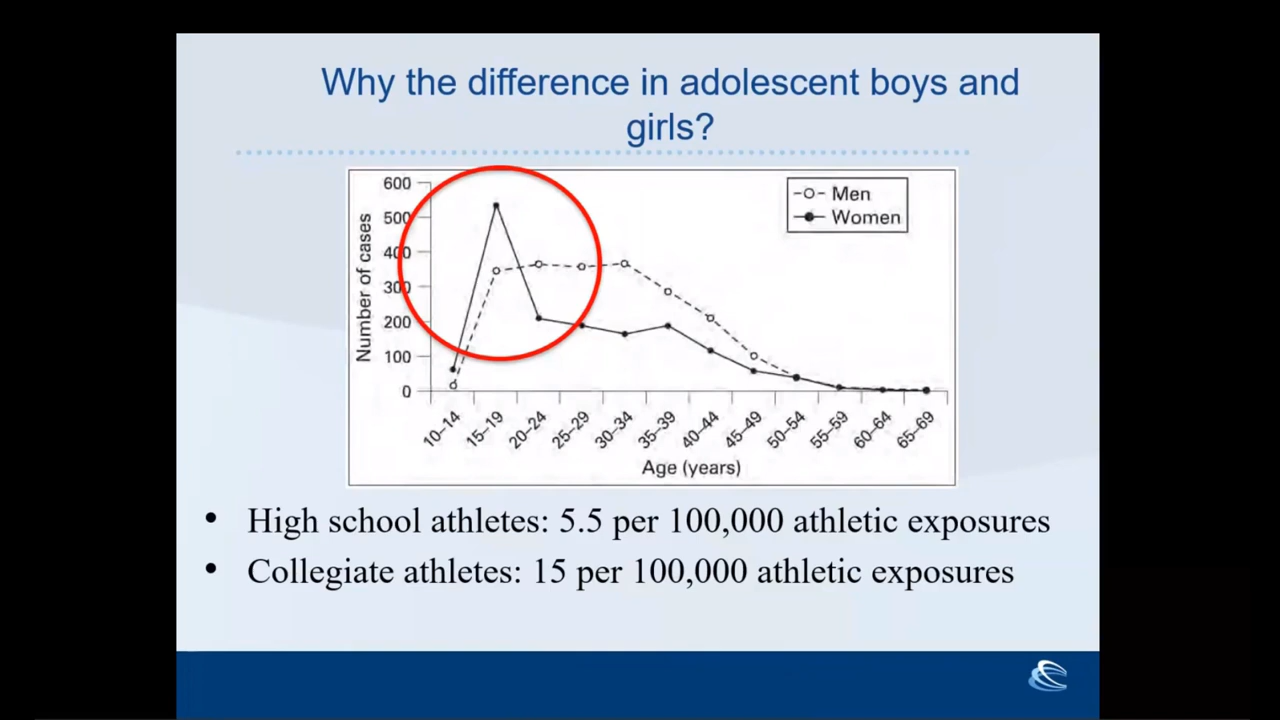 Why the difference in adolescent boys and
girls?
Number of cases
600
500
400
300
200
100
0
Men
Women
10–14
15–19
20–24
25–29
30–34
35–39
40–44
45–49
50–54
55–59
60–64
65–69
Age (years)
• High school athletes: 5.5 per 100,000 athletic exposures
• Collegiate athletes: 15 per 100,000 athletic exposures